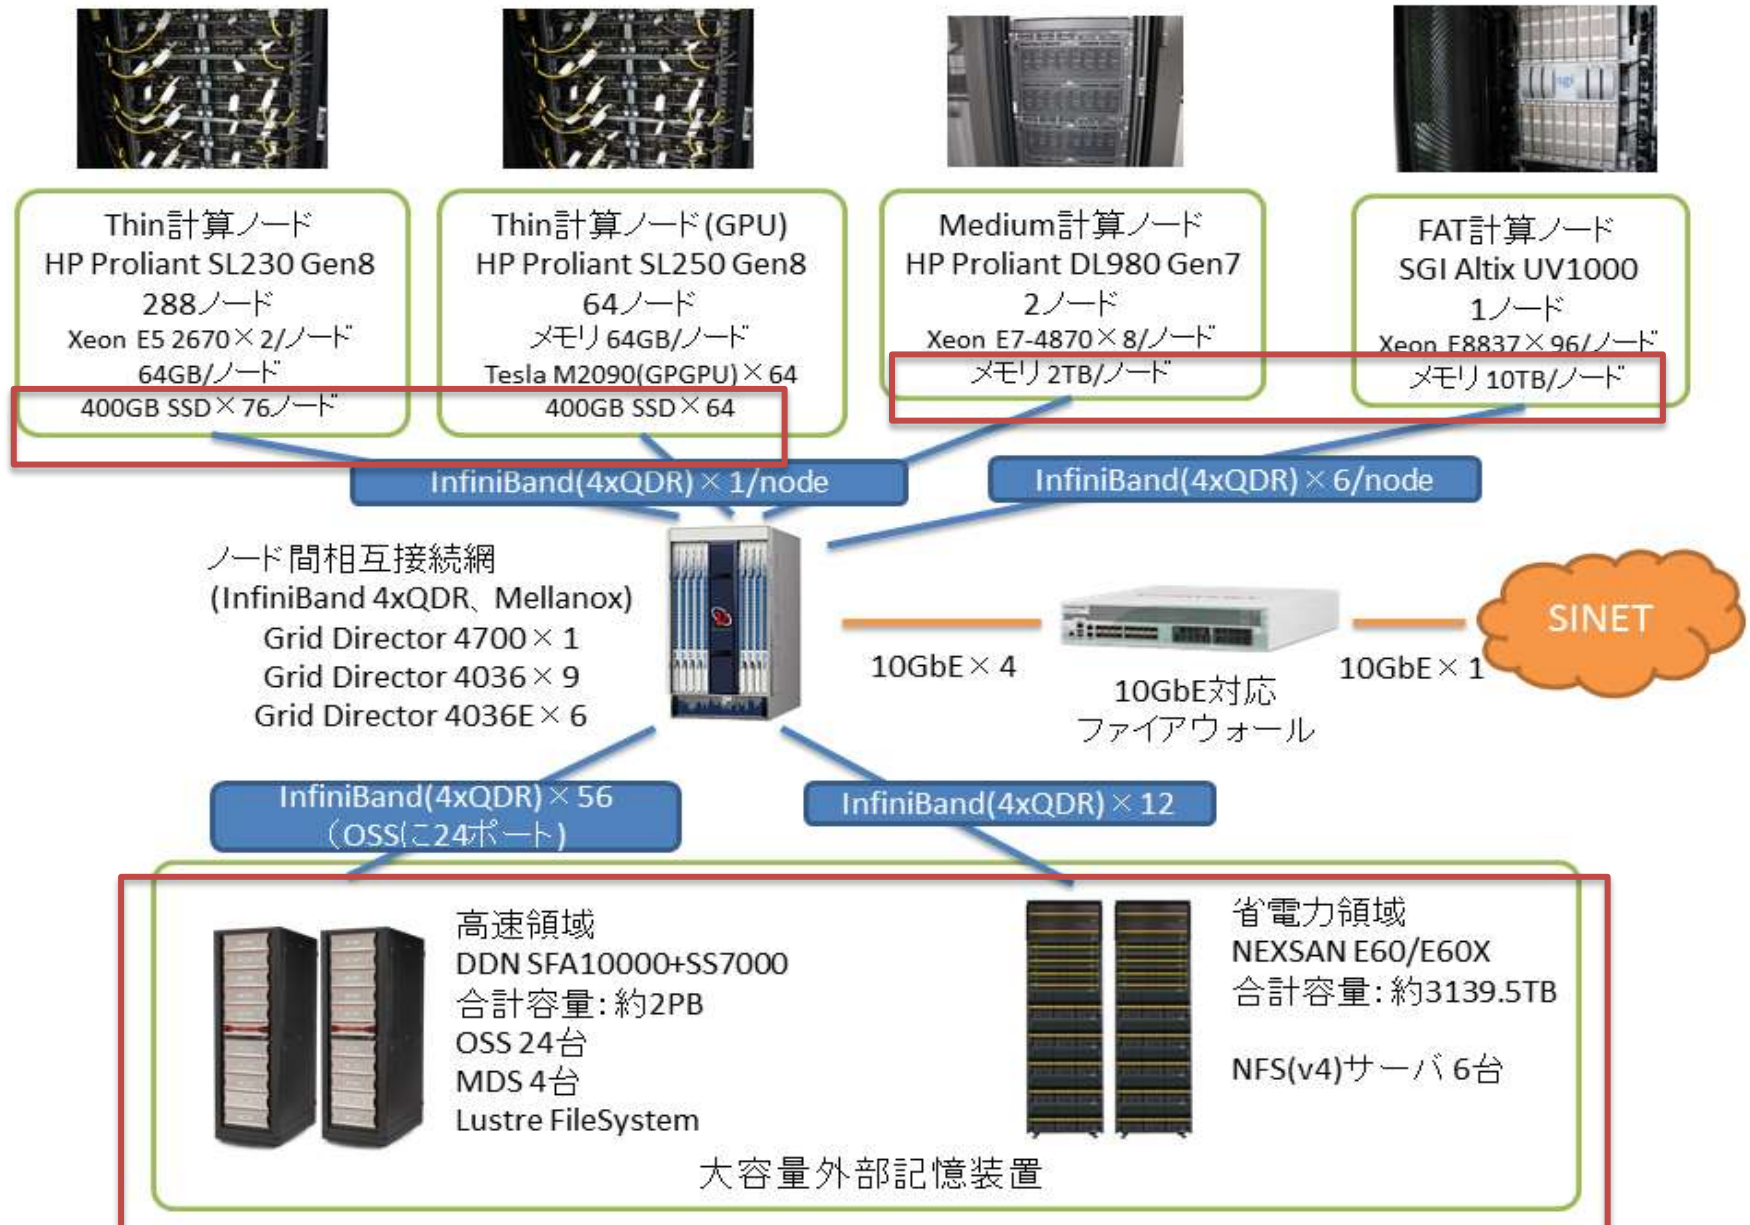 Thin計算ノード
HP Proliant SL230 Gen8
288ノード
Xeon E5 2670×2/ノード
64GB/ノード
400GB SSD×76ノード
Thin計算ノード(GPU)
HP Proliant SL250 Gen8
64ノード
メモリ 64GB/ノード
Tesla M2090(GPGPU)×64
400GB SSD×64
Medium計算ノード
HP Proliant DL980 Gen7
2ノード
Xeon E7-4870×8/ノード
メモリ 2TB/ノード
sgi
FAT計算ノード
SGI Altix UV1000
1ノード
Xeon E8837×96/ノード
メモリ 10TB/ノード
InfiniBand(4xQDR)×1/node
InfiniBand(4xQDR)×6/node
ノード間相互接続網
(InfiniBand 4xQDR、Mellanox)
Grid Director 4700×1
Grid Director 4036×9
Grid Director 4036E×6
10GbE×4
10GbE対応
ファイアウォール
10GbE×1
SINET
InfiniBand(4xQDR)×56
(OSSに24ポート)
InfiniBand(4xQDR)×12
高速領域
DDN SFA10000+SS7000
合計容量:約2PB
OSS 24台
MDS 4台
Lustre FileSystem
省電力領域
NEXSAN E60/E60X
合計容量:約3139.5TB
NFS(v4)サーバ 6台
大容量外部記憶装置